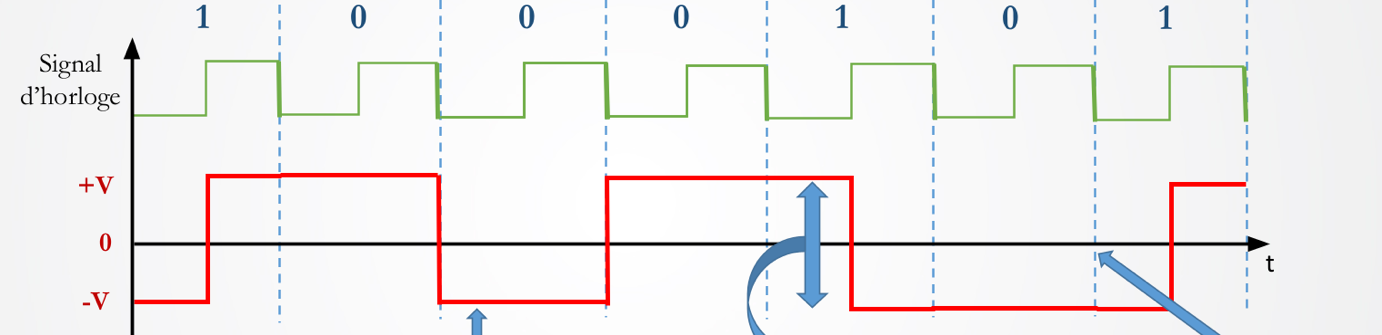 1 0 0 0 1 0 1
Signal
d’horloge
+V
0
-V
t